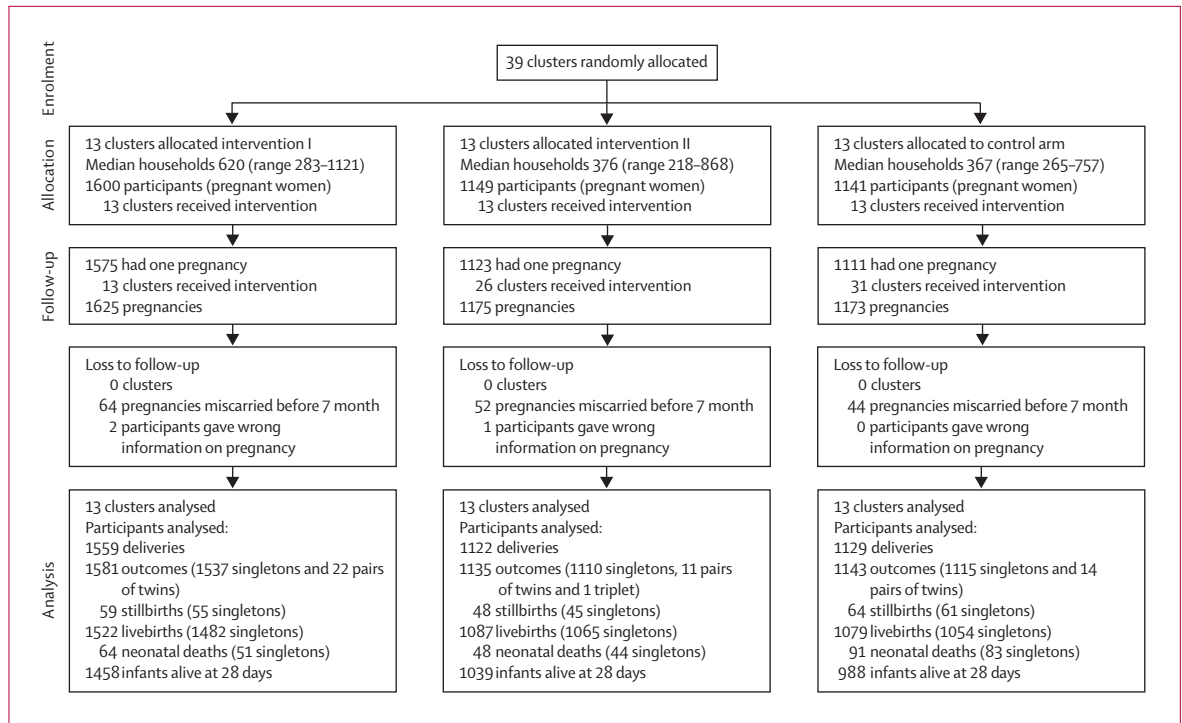 Enrolment
39 clusters randomly allocated
Allocation
13 clusters allocated intervention I
Median households 620 (range 283–1121)
1600 participants (pregnant women)
13 clusters received intervention
13 clusters allocated intervention II
Median households 376 (range 218–868)
1149 participants (pregnant women)
13 clusters received intervention
13 clusters allocated to control arm
Median households 367 (range 265–757)
1141 participants (pregnant women)
13 clusters received intervention
Follow-up
1575 had one pregnancy
13 clusters received intervention
1625 pregnancies
1123 had one pregnancy
26 clusters received intervention
1175 pregnancies
1111 had one pregnancy
31 clusters received intervention
1173 pregnancies
Loss to follow-up
0 clusters
64 pregnancies miscarried before 7 month
2 participants gave wrong
information on pregnancy
Loss to follow-up
0 clusters
52 pregnancies miscarried before 7 month
1 participants gave wrong
information on pregnancy
Loss to follow-up
0 clusters
44 pregnancies miscarried before 7 month
0 participants gave wrong
information on pregnancy
Analysis
13 clusters analysed
Participants analysed:
1559 deliveries
1581 outcomes (1537 singletons and 22 pairs
of twins)
59 stillbirths (55 singletons)
1522 livebirths (1482 singletons)
64 neonatal deaths (51 singletons)
1458 infants alive at 28 days
13 clusters analysed
Participants analysed:
1122 deliveries
1135 outcomes (1110 singletons, 11 pairs
of twins and 1 triplet)
48 stillbirths (45 singletons)
1087 livebirths (1065 singletons)
48 neonatal deaths (44 singletons)
1039 infants alive at 28 days
13 clusters analysed
Participants analysed:
1129 deliveries
1143 outcomes (1115 singletons and 14
pairs of twins)
64 stillbirths (61 singletons)
1079 livebirths (1054 singletons)
91 neonatal deaths (83 singletons)
988 infants alive at 28 days